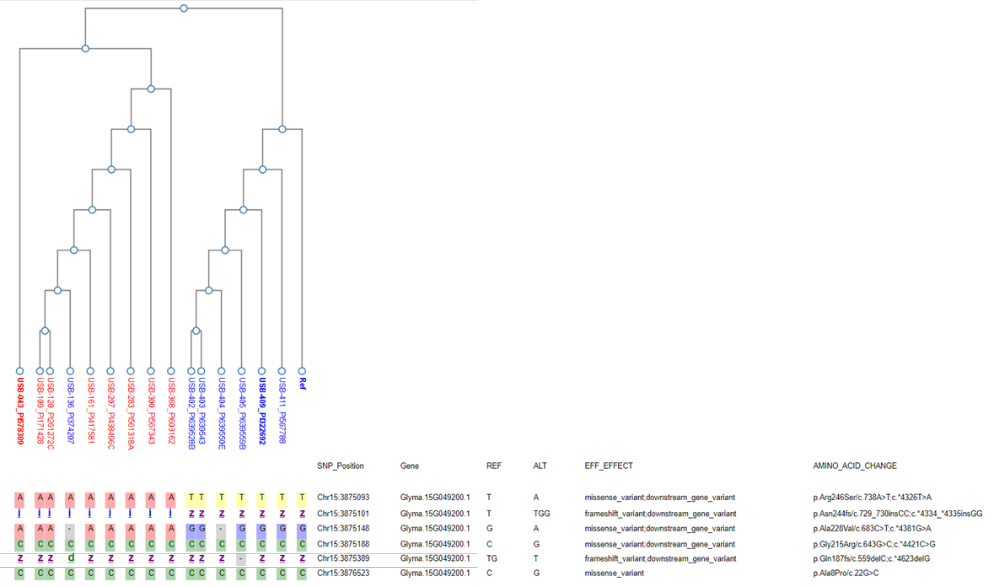 USB-043_PI578309
USB-109_PI171428
USB-120_PI261272C
USB-136_PI374207
USB-161_PI417581
USB-207_PI438496C
USB-283_PI561318A
USB-300_PI567343
USB-368_PI603162
USB-402_PI639528B
USB-403_PI639543
USB-404_PI639550E
USB-405_PI639559B
USB-409_PI322692
USB-411_PI567788
Ref
SNP_Position Gene REF ALT EFF_EFFECT AMINO_ACID_CHANGE
A A A A A A A A A T T T T T T T Chr15:3875093 Glyma.15G049200.1 T A missense_variant;downstream_gene_variant p.Arg246Ser/c.738A>T;c.*4326T>A
i i i i i i i i i z z z z z z z Chr15:3875101 Glyma.15G049200.1 T TGG frameshift_variant;downstream_gene_variant p.Asn244fs/c.729_730insCC;c.*4334_*4335insGG
A A A - A A A A A G G - G G G G Chr15:3875148 Glyma.15G049200.1 G A missense_variant;downstream_gene_variant p.Ala228Val/c.683C>T;c.*4381G>A
C C C C C C C C C C C C C C C C Chr15:3875188 Glyma.15G049200.1 C G missense_variant;downstream_gene_variant p.Gly215Arg/c.643G>C;c.*4421C>G
z z z d z z z z z z z z - z z z Chr15:3875389 Glyma.15G049200.1 TG T frameshift_variant;downstream_gene_variant p.Gln187fs/c.559delC;c.*4623delG
C C C C C C C C C C C C C C C C Chr15:3876523 Glyma.15G049200.1 C G missense_variant p.Ala8Pro/c.22G>C